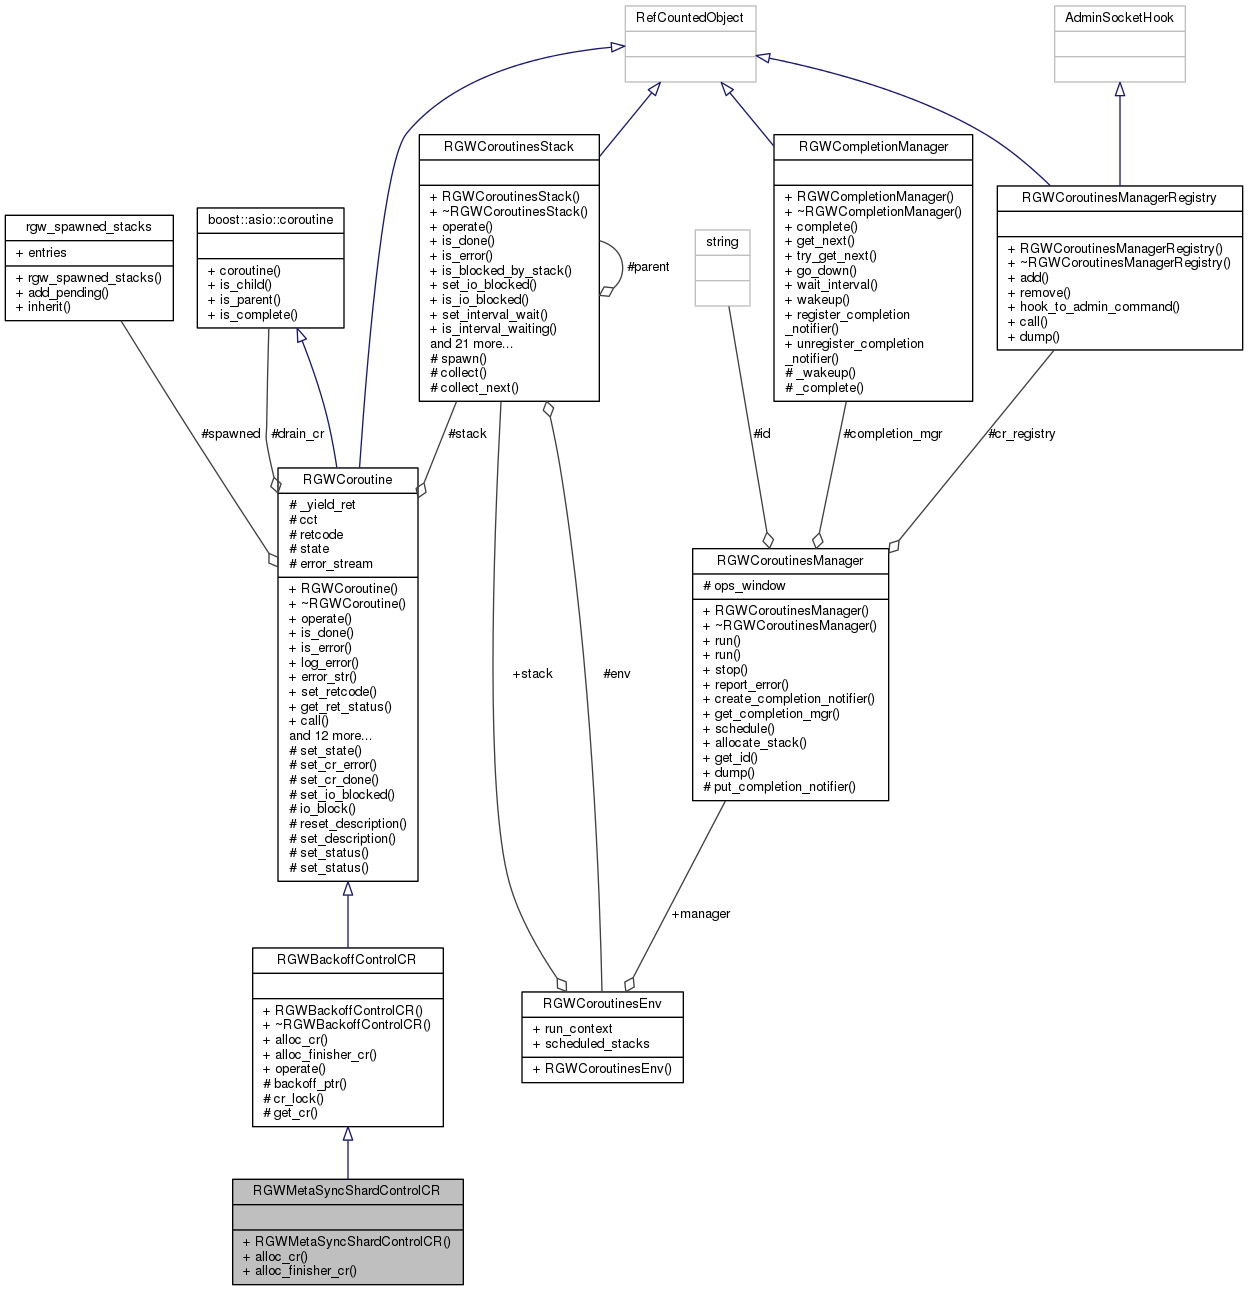 RefCountedObject
AdminSocketHook
RGWCoroutinesStack
+ RGWCoroutinesStack()
+ ~RGWCoroutinesStack()
+ operate()
+ is_done()
+ is_error()
+ is_blocked_by_stack()
+ set_io_blocked()
+ is_io_blocked()
+ set_interval_wait()
+ is_interval_waiting()
and 21 more...
# spawn()
# collect()
# collect_next()
#parent
RGWCompletionManager
+ RGWCompletionManager()
+ ~RGWCompletionManager()
+ complete()
+ get_next()
+ try_get_next()
+ go_down()
+ wait_interval()
+ wakeup()
+ register_completion
_notifier()
+ unregister_completion
_notifier()
# _wakeup()
# _complete()
RGWCoroutinesManagerRegistry
+ RGWCoroutinesManagerRegistry()
+ ~RGWCoroutinesManagerRegistry()
+ add()
+ remove()
+ hook_to_admin_command()
+ call()
+ dump()
rgw_spawned_stacks
+ entries
+ rgw_spawned_stacks()
+ add_pending()
+ inherit()
boost::asio::coroutine
+ coroutine()
+ is_child()
+ is_parent()
+ is_complete()
string
#spawned
#drain_cr
#stack
#id
#completion_mgr
#cr_registry
RGWCoroutine
# _yield_ret
# cct
# retcode
# state
# error_stream
+ RGWCoroutine()
+ ~RGWCoroutine()
+ operate()
+ is_done()
+ is_error()
+ log_error()
+ error_str()
+ set_retcode()
+ get_ret_status()
+ call()
and 12 more...
# set_state()
# set_cr_error()
# set_cr_done()
# set_io_blocked()
# io_block()
# reset_description()
# set_description()
# set_status()
# set_status()
RGWCoroutinesManager
# ops_window
+ RGWCoroutinesManager()
+ ~RGWCoroutinesManager()
+ run()
+ run()
+ stop()
+ report_error()
+ create_completion_notifier()
+ get_completion_mgr()
+ schedule()
+ allocate_stack()
+ get_id()
+ dump()
# put_completion_notifier()
+stack
#env
+manager
RGWBackoffControlCR
+ RGWBackoffControlCR()
+ ~RGWBackoffControlCR()
+ alloc_cr()
+ alloc_finisher_cr()
+ operate()
# backoff_ptr()
# cr_lock()
# get_cr()
RGWCoroutinesEnv
+ run_context
+ scheduled_stacks
+ RGWCoroutinesEnv()
RGWMetaSyncShardControlCR
+ RGWMetaSyncShardControlCR()
+ alloc_cr()
+ alloc_finisher_cr()